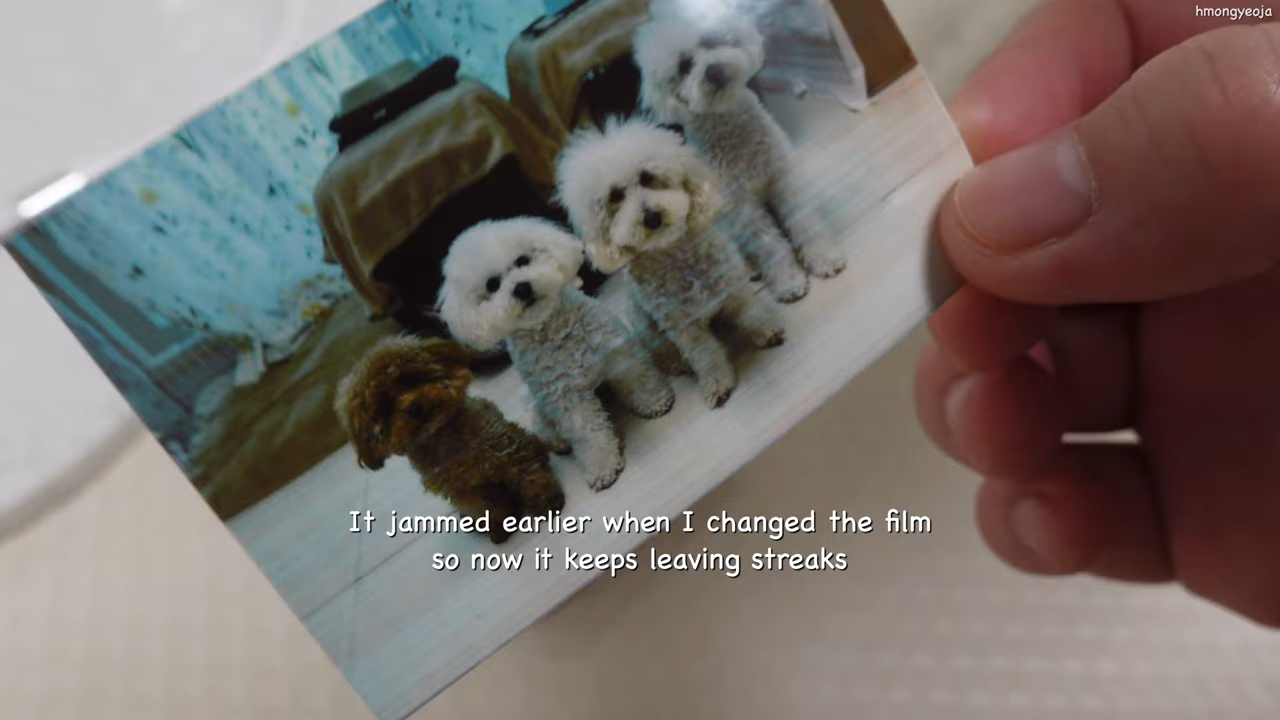 hmongyeoja
It jammed earlier when I changed the film
so now it keeps leaving streaks